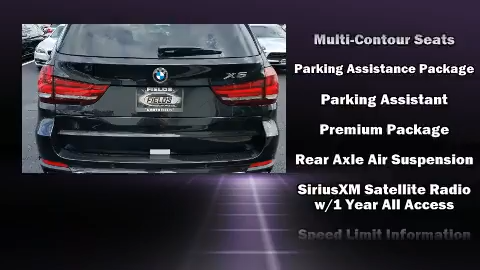 Multi-Contour Seats
Parking Assistance Package
Parking Assistant
Premium Package
Rear Axle Air Suspension
SiriusXM Satellite Radio
w/1 Year All Access
Speed Limit Information
X5
FIELDS
FIELDS